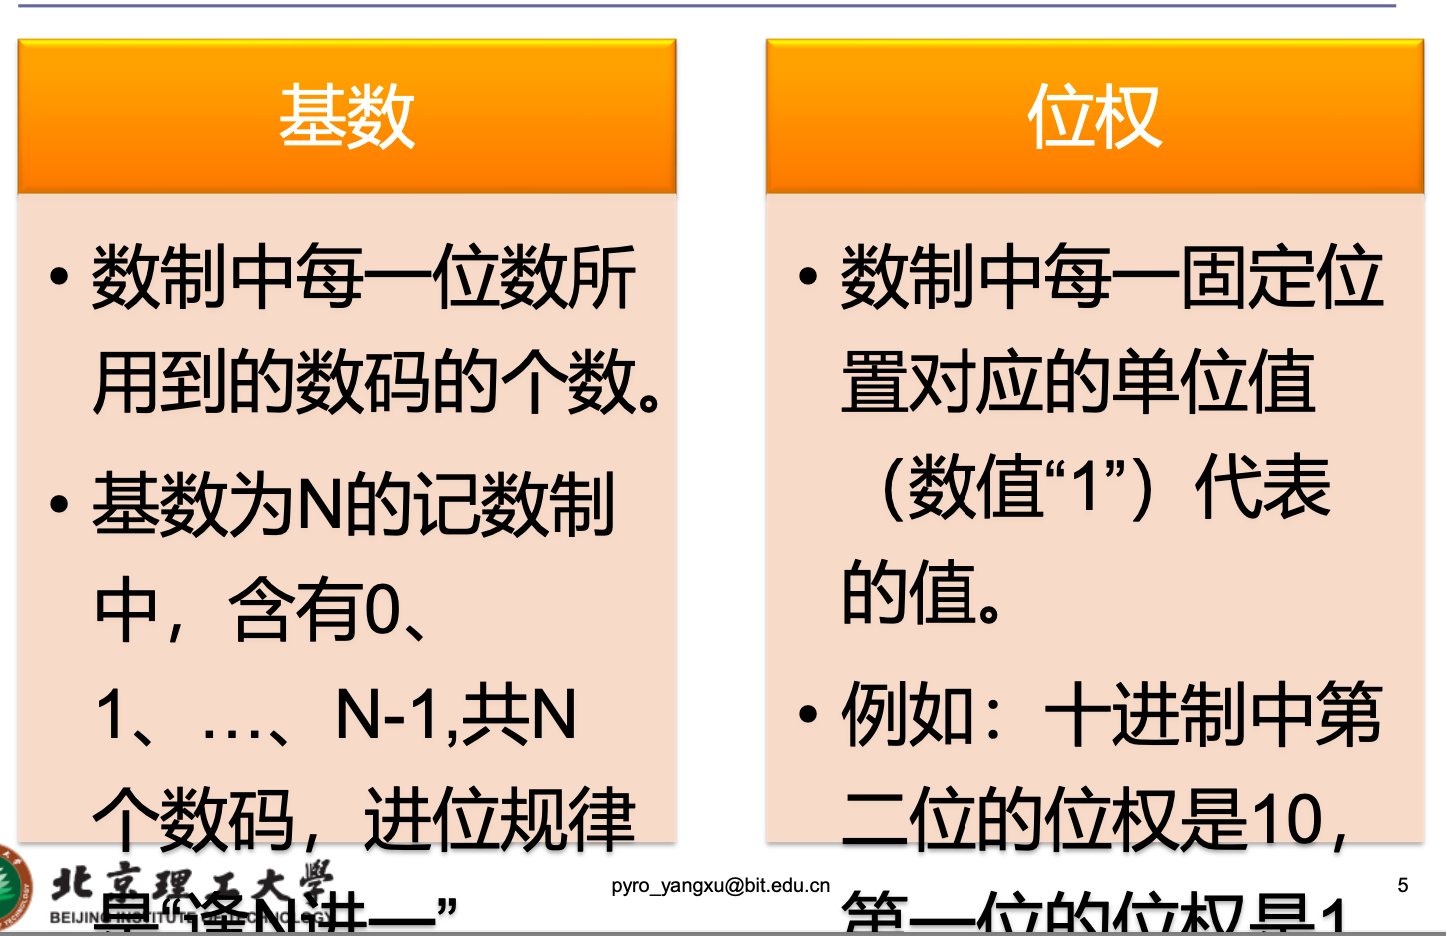 基数
• 数制中每一位数所
用到的数码的个数。
• 基数为N的记数制
中，含有0、
1、…、N-1,共N
个数码，进位规律
是“逢N进一”
位权
• 数制中每一固定位
置对应的单位值
（数值“1”）代表
的值。
• 例如：十进制中第
二位的位权是10，
第一位的位权是1
北京理工大學
BEIJING INSTITUTE OF TECHNOLOGY
pyro_yangxu@bit.edu.cn
5